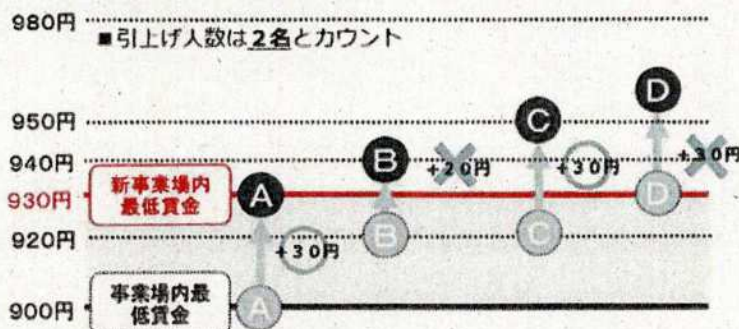 980円
■引上げ人数は2名とカウント
950円
940円
930円
920円
900円
新事業場内
最低賃金
事業場内最
低賃金
A
B
C
D
+30円
+20円
+30円
+30円
A
B
C
D